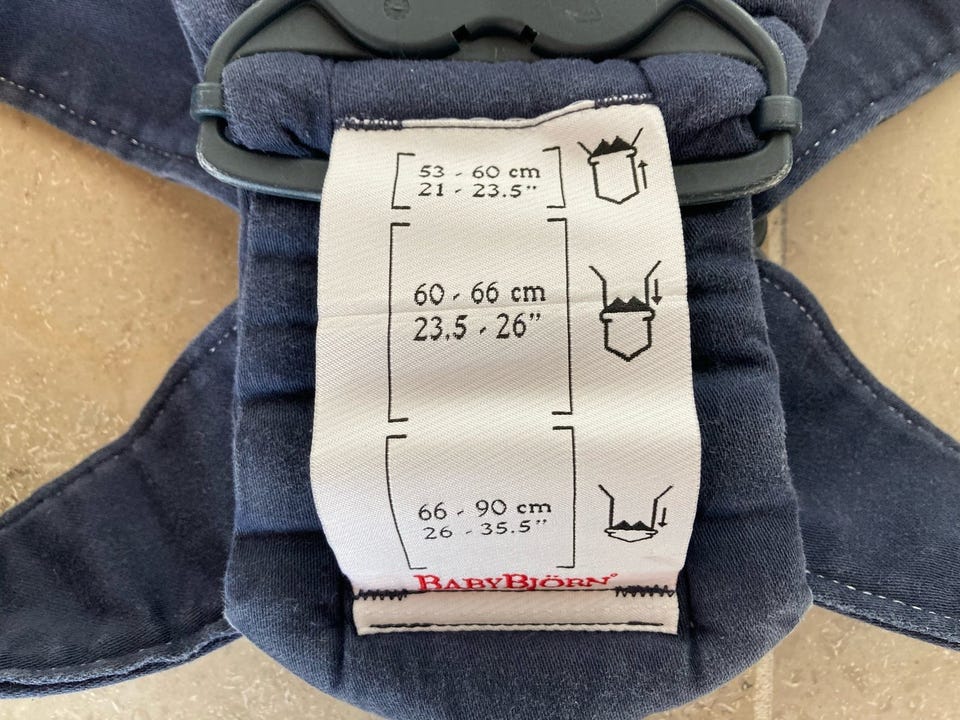 53 - 60 cm
21 - 23.5"
60 - 66 cm
23.5 - 26"
66 - 90 cm
26 - 35.5"
BABYBJÖRN®